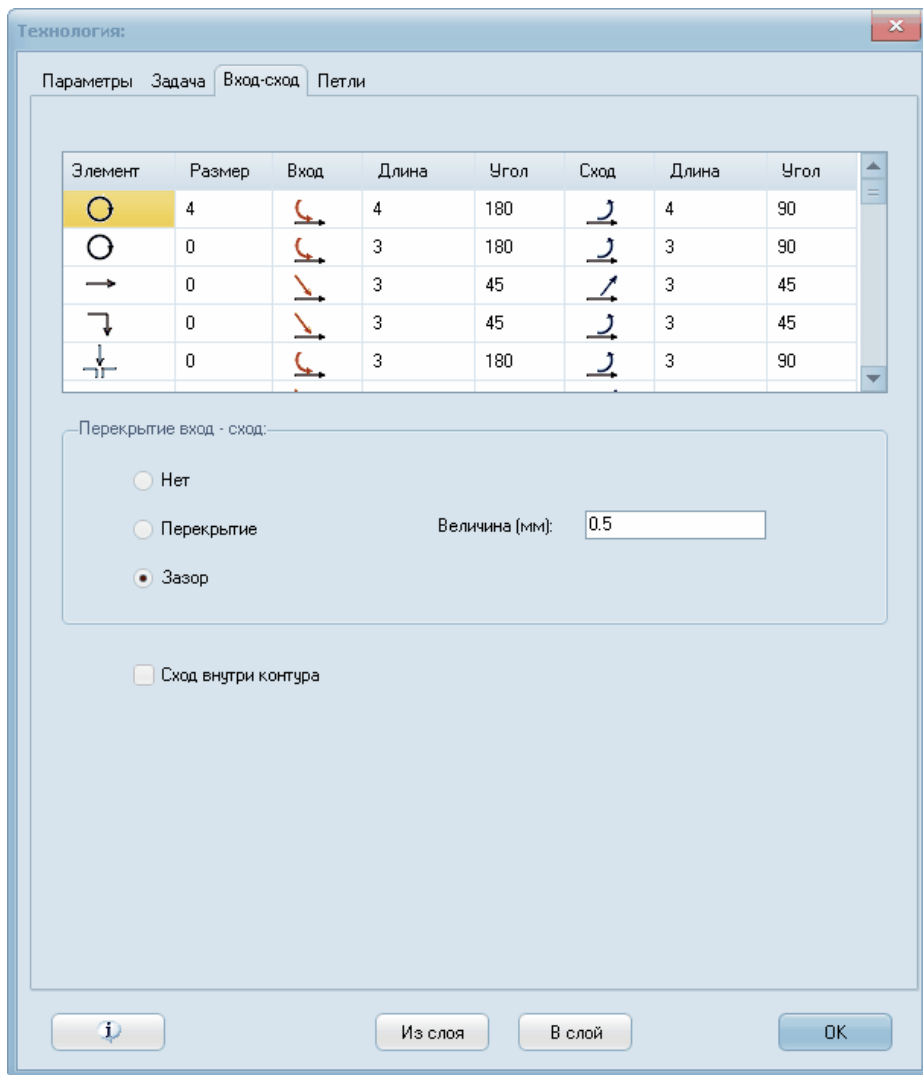 Технология:
Параметры Задача Вход-сход Петли
Элемент Размер Вход Длина Угол Сход Длина Угол
4 4 180 4 90
0 3 180 3 90
0 3 45 3 45
0 3 45 3 45
0 3 180 3 90
Перекрытие вход - сход:
Нет
Перекрытие Величина (мм): 0.5
Зазор
Сход внутри контура
i Из слоя В слой OK